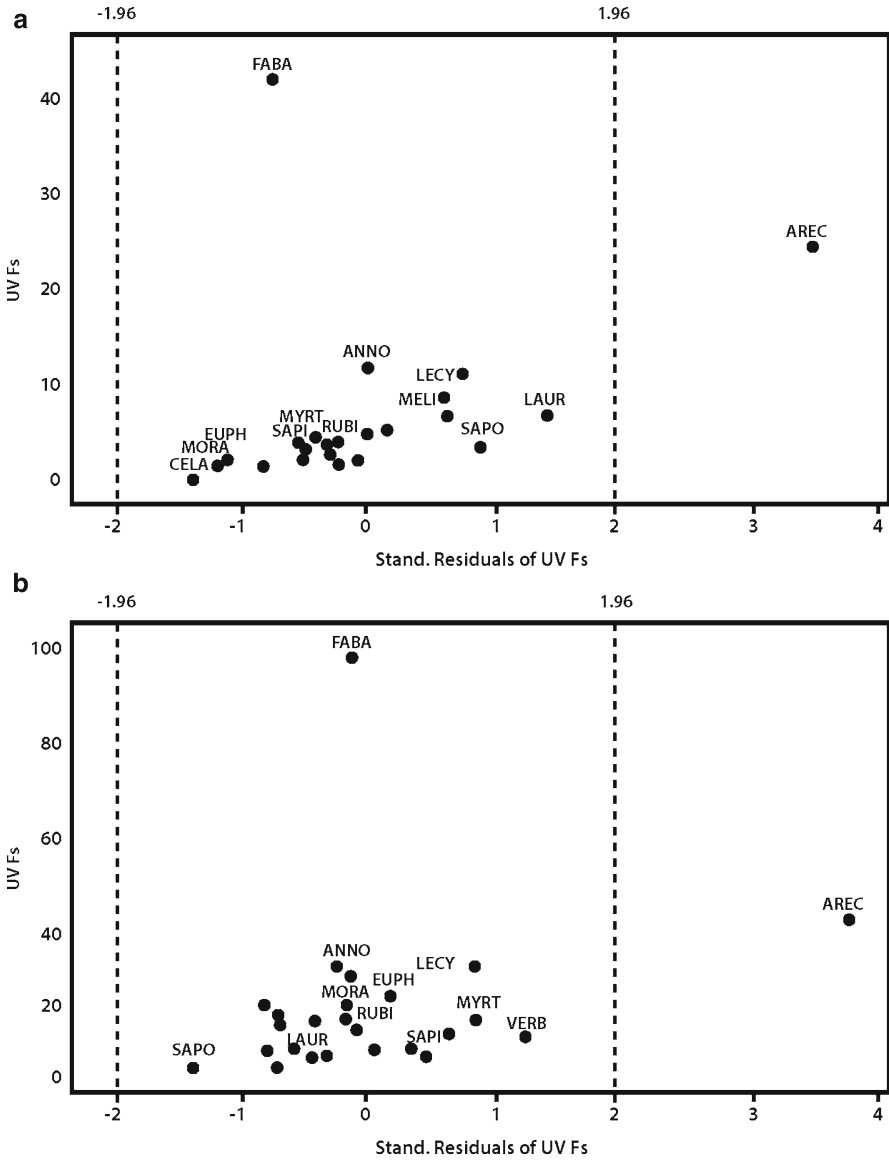 a
-1.96 1.96
FABA
40
30
AREC
UV Fs
20
ANNO
LECY
10
MELI LAUR
MYRT
SAPI RUBI SAPO
EUPH
MORA
CELA
0
-2 -1 0 1 2 3 4
Stand. Residuals of UV Fs
b
-1.96 1.96
100 FABA
80
60
UV Fs
AREC
40
ANNO LECY
EUPH
20 MORA MYRT
RUBI VERB
LAUR SAPI
SAPO
0
-2 -1 0 1 2 3 4
Stand. Residuals of UV Fs